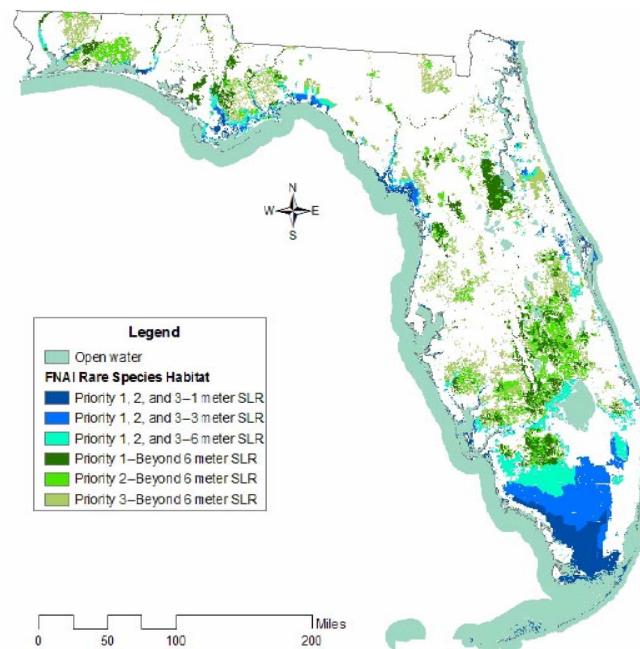 N
W E
S
Legend
Open water
FNAI Rare Species Habitat
Priority 1, 2, and 3–1 meter SLR
Priority 1, 2, and 3–3 meter SLR
Priority 1, 2, and 3–6 meter SLR
Priority 1–Beyond 6 meter SLR
Priority 2–Beyond 6 meter SLR
Priority 3–Beyond 6 meter SLR
Miles
0 25 50 100 200